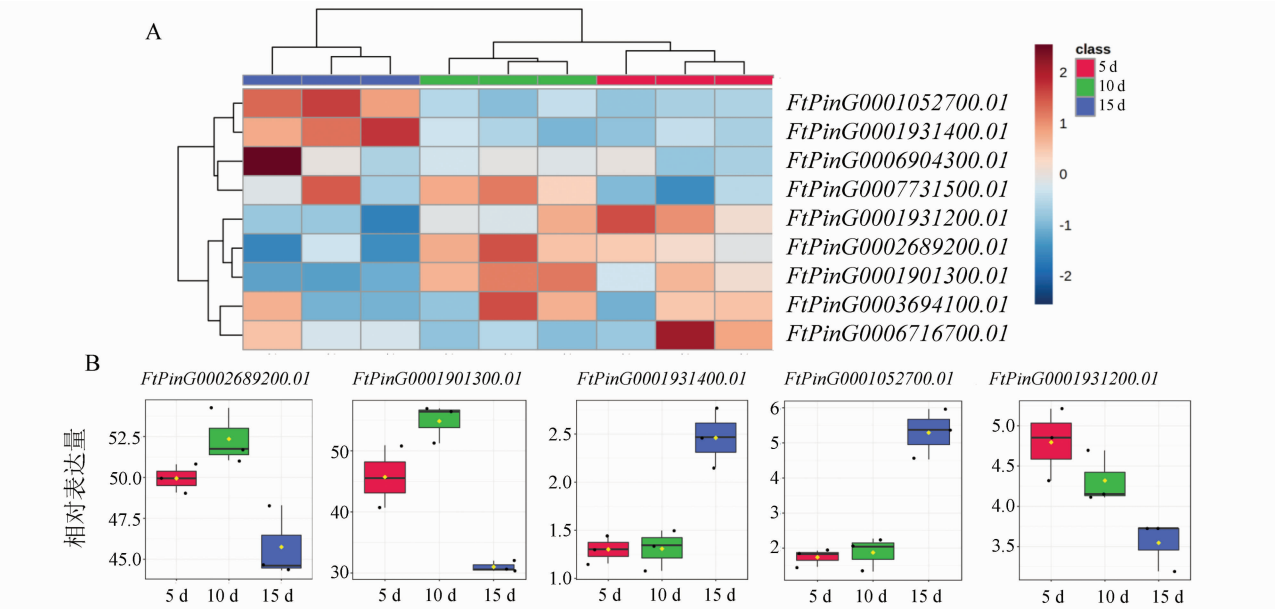 A
class
5 d
10 d
15 d
2
1
0
-1
-2
FtPinG0001052700.01
FtPinG0001931400.01
FtPinG0006904300.01
FtPinG0007731500.01
FtPinG0001931200.01
FtPinG0002689200.01
FtPinG0001901300.01
FtPinG0003694100.01
FtPinG0006716700.01
B
相对表达量
FtPinG0002689200.01
52.5
50.0
47.5
45.0
5 d 10 d 15 d
FtPinG0001901300.01
50
40
30
5 d 10 d 15 d
FtPinG0001931400.01
2.5
2.0
1.5
1.0
5 d 10 d 15 d
FtPinG0001052700.01
6
5
4
3
2
5 d 10 d 15 d
FtPinG0001931200.01
5.0
4.5
4.0
3.5
5 d 10 d 15 d